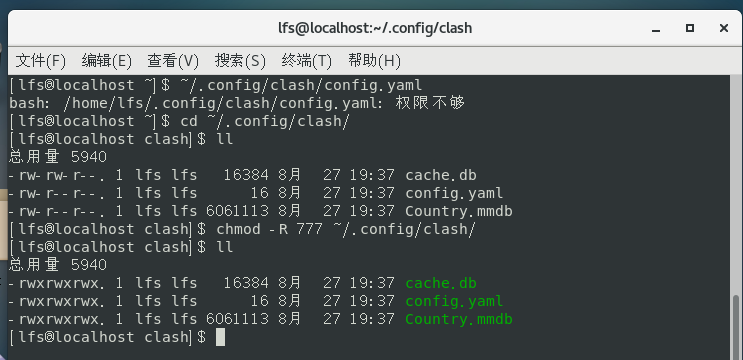 lfs@localhost:~/.config/clash
文件(F) 编辑(E) 查看(V) 搜索(S) 终端(T) 帮助(H)
[lfs@localhost ~]$ ~/.config/clash/config.yaml
bash: /home/lfs/.config/clash/config.yaml: 权限不够
[lfs@localhost ~]$ cd ~/.config/clash/
[lfs@localhost clash]$ ll
总用量 5940
-rw-rw-r--. 1 lfs lfs   16384 8月  27 19:37 cache.db
-rw-r--r--. 1 lfs lfs      16 8月  27 19:37 config.yaml
-rw-r--r--. 1 lfs lfs 6061113 8月  27 19:37 Country.mmdb
[lfs@localhost clash]$ chmod -R 777 ~/.config/clash/
[lfs@localhost clash]$ ll
总用量 5940
-rwxrwxrwx. 1 lfs lfs   16384 8月  27 19:37 cache.db
-rwxrwxrwx. 1 lfs lfs      16 8月  27 19:37 config.yaml
-rwxrwxrwx. 1 lfs lfs 6061113 8月  27 19:37 Country.mmdb
[lfs@localhost clash]$